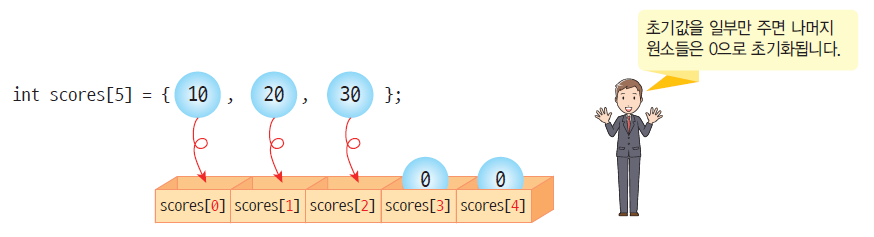 초기값을 일부만 주면 나머지
원소들은 0으로 초기화됩니다.
int scores[5] = { 10 , 20 , 30 };
0 0
scores[0] scores[1] scores[2] scores[3] scores[4]